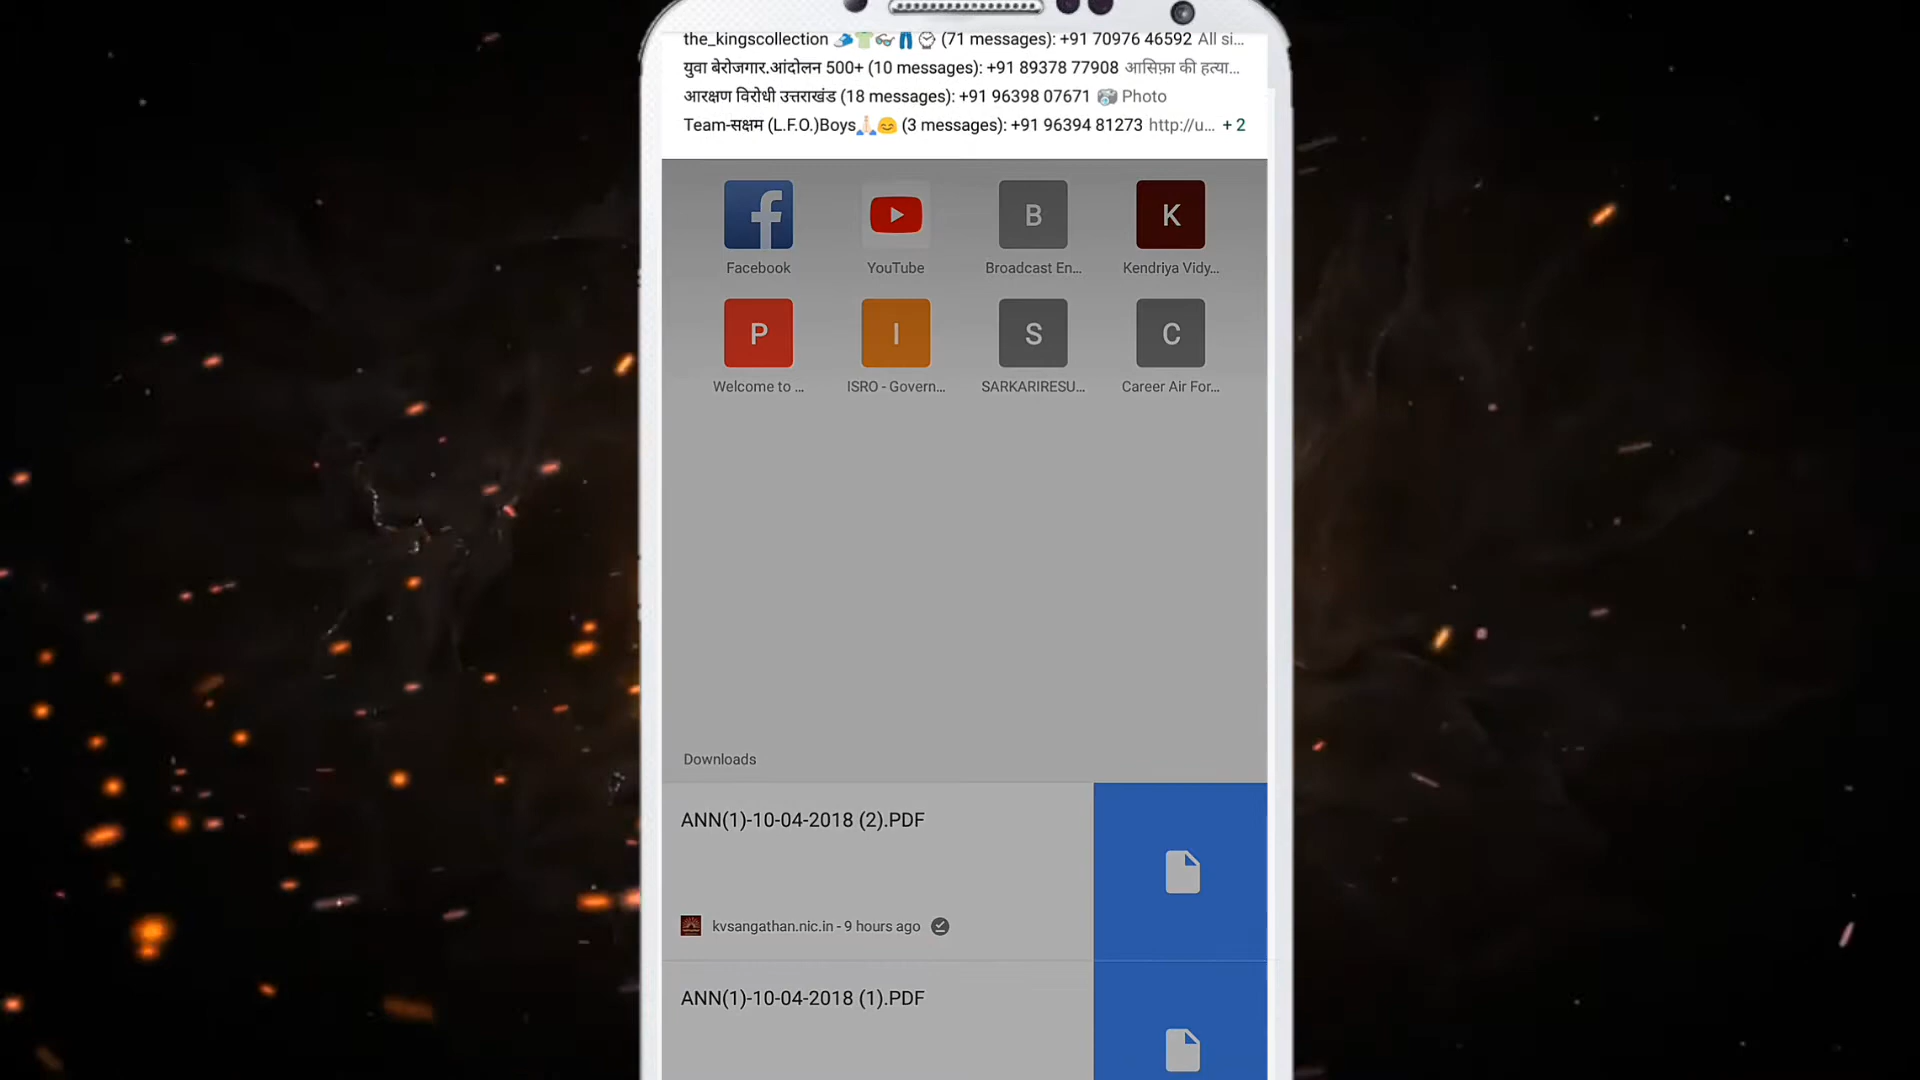 the_kingscollection 🧢👕👓👖⌚ (71 messages): +91 70976 46592 All si...
युवा बेरोजगार.आंदोलन 500+ (10 messages): +91 89378 77908 आसिफ़ा की हत्या...
आरक्षण विरोधी उत्तराखंड (18 messages): +91 96398 07671 📷 Photo
Team-सक्षम (L.F.O.)Boys🙏🏻😊 (3 messages): +91 96394 81273 http://u... + 2
B
K
Facebook
YouTube
Broadcast En...
Kendriya Vidy...
P
I
S
C
Welcome to ...
ISRO - Govern...
SARKARIRESU...
Career Air For...
Downloads
ANN(1)-10-04-2018 (2).PDF
kvsangathan.nic.in - 9 hours ago
ANN(1)-10-04-2018 (1).PDF